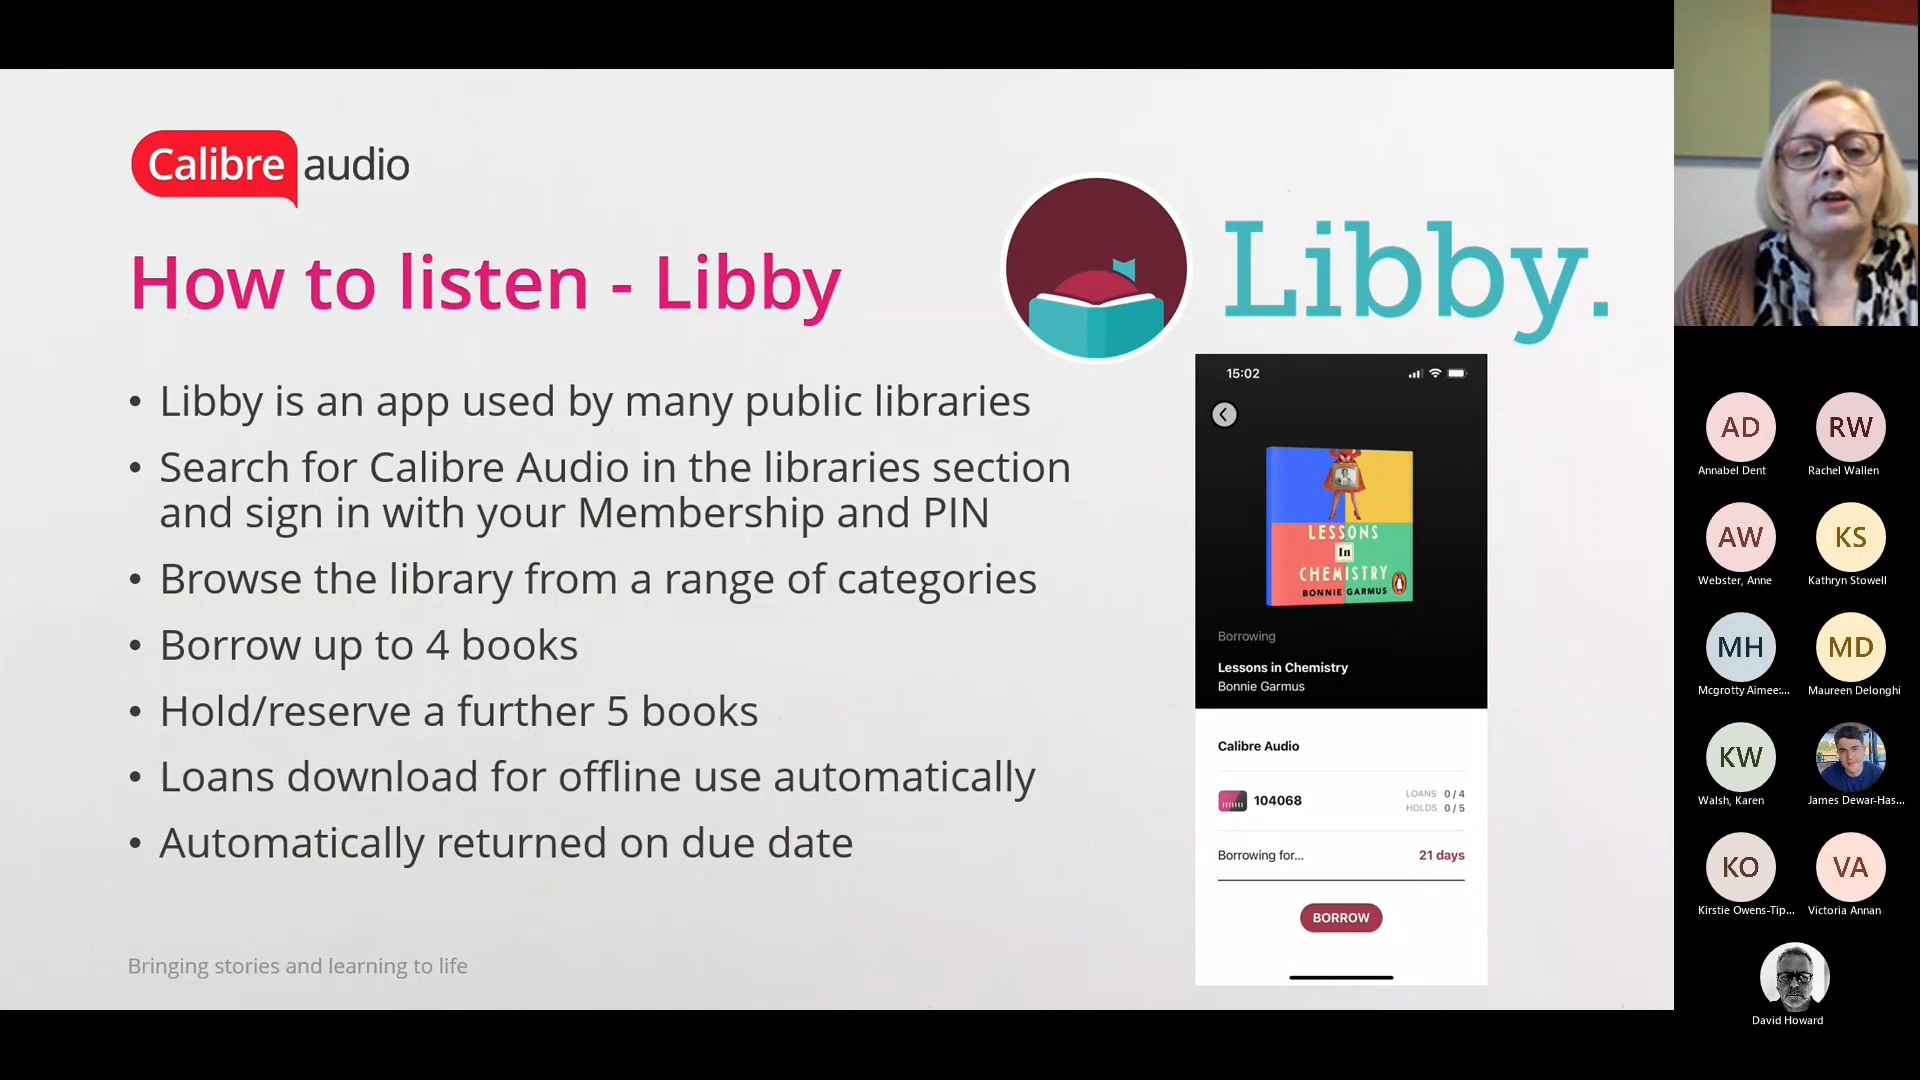 Calibre audio
How to listen - Libby
Libby.
• Libby is an app used by many public libraries
• Search for Calibre Audio in the libraries section
and sign in with your Membership and PIN
• Browse the library from a range of categories
• Borrow up to 4 books
• Hold/reserve a further 5 books
• Loans download for offline use automatically
• Automatically returned on due date
Bringing stories and learning to life
15:02
LESSONS
In
CHEMISTRY
BONNIE GARMUS
Borrowing
Lessons in Chemistry
Bonnie Garmus
Calibre Audio
104068
LOANS 0 / 4
HOLDS 0 / 5
Borrowing for... 21 days
BORROW
AD RW
Annabel Dent Rachel Wallen
AW KS
Webster, Anne Kathryn Stowell
MH MD
Mcgrotty Aimee:... Maureen Delonghi
KW
Walsh, Karen James Dewar-Has...
KO VA
Kirstie Owens-Tip... Victoria Annan
David Howard